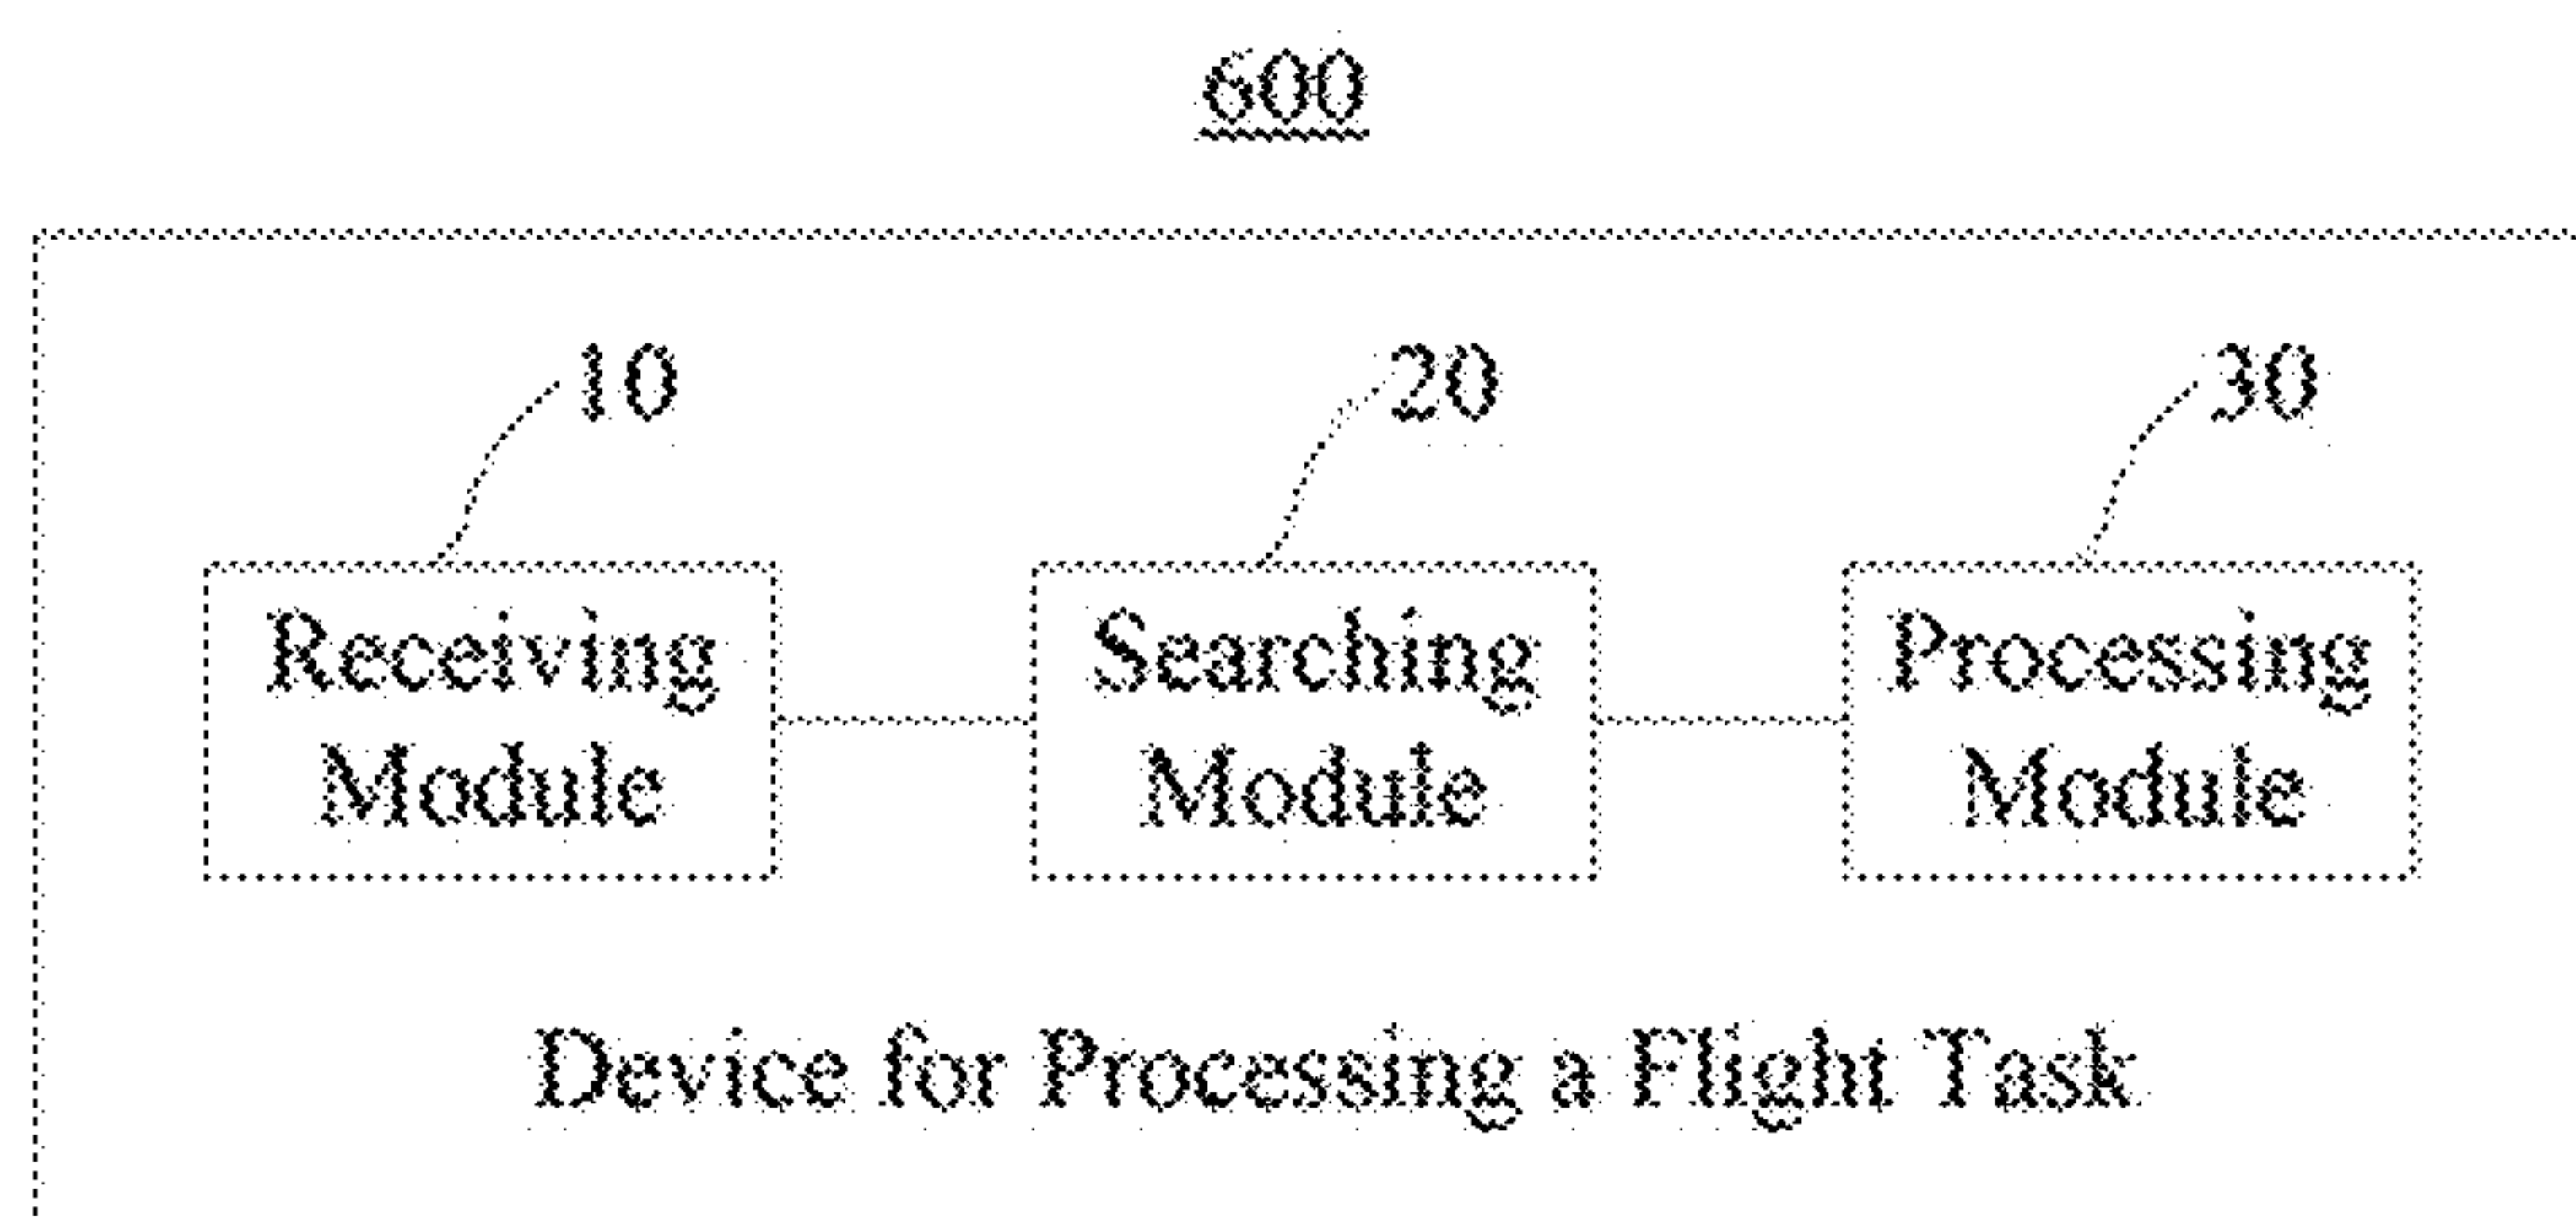 600
10 20 30
Receiving Module
Searching Module
Processing Module
Device for Processing a Flight Task